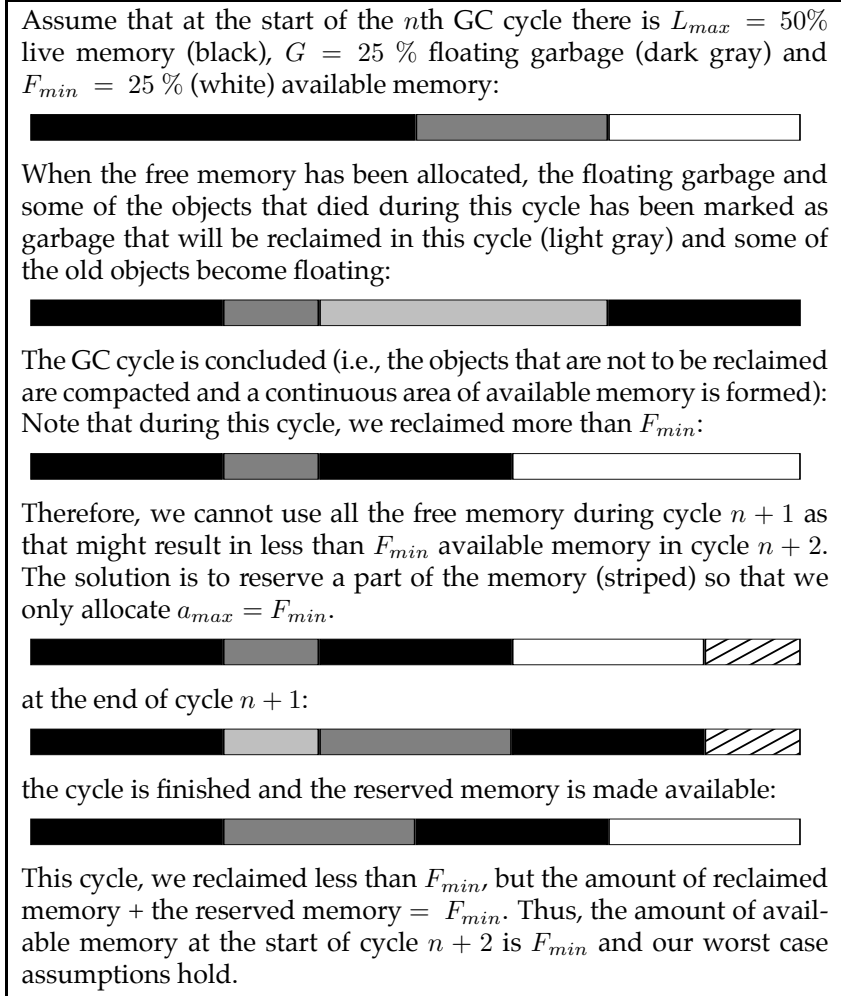 Assume that at the start of the nth GC cycle there is L_max = 50%
live memory (black), G = 25 % floating garbage (dark gray) and
F_min = 25 % (white) available memory:
When the free memory has been allocated, the floating garbage and
some of the objects that died during this cycle has been marked as
garbage that will be reclaimed in this cycle (light gray) and some of
the old objects become floating:
The GC cycle is concluded (i.e., the objects that are not to be reclaimed
are compacted and a continuous area of available memory is formed):
Note that during this cycle, we reclaimed more than F_min:
Therefore, we cannot use all the free memory during cycle n + 1 as
that might result in less than F_min available memory in cycle n + 2.
The solution is to reserve a part of the memory (striped) so that we
only allocate a_max = F_min.
at the end of cycle n + 1:
the cycle is finished and the reserved memory is made available:
This cycle, we reclaimed less than F_min, but the amount of reclaimed
memory + the reserved memory = F_min. Thus, the amount of avail-
able memory at the start of cycle n + 2 is F_min and our worst case
assumptions hold.